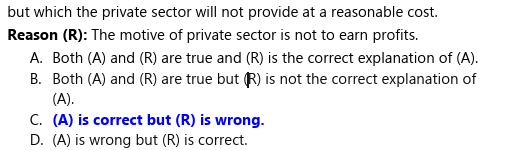 but which the private sector will not provide at a reasonable cost.
Reason (R): The motive of private sector is not to earn profits.
A. Both (A) and (R) are true and (R) is the correct explanation of (A).
B. Both (A) and (R) are true but (R) is not the correct explanation of
(A).
C. (A) is correct but (R) is wrong.
D. (A) is wrong but (R) is correct.